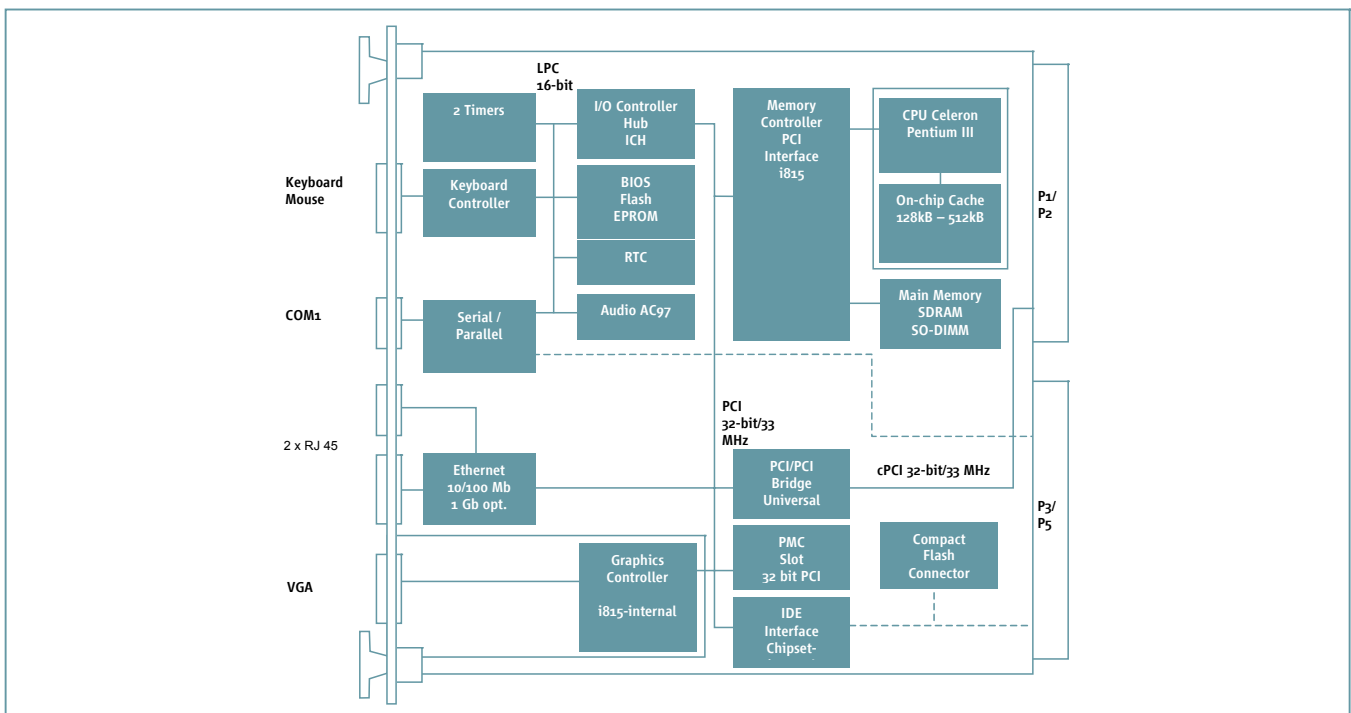 LPC
16-bit
2 Timers
I/O Controller
Hub
ICH
Memory
Controller
PCI
Interface
i815
CPU Celeron
Pentium III
Keyboard
Mouse
Keyboard
Controller
BIOS
Flash
EPROM
On-chip Cache
128kB – 512kB
P1/
P2
RTC
COM1
Serial /
Parallel
Audio AC97
Main Memory
SDRAM
SO-DIMM
PCI
32-bit/33
MHz
2 x RJ 45
Ethernet
10/100 Mb
1 Gb opt.
PCI/PCI
Bridge
Universal
cPCI 32-bit/33 MHz
P3/
P5
VGA
Graphics
Controller
i815-internal
PMC
Slot
32 bit PCI
Compact
Flash
Connector
IDE
Interface
Chipset-